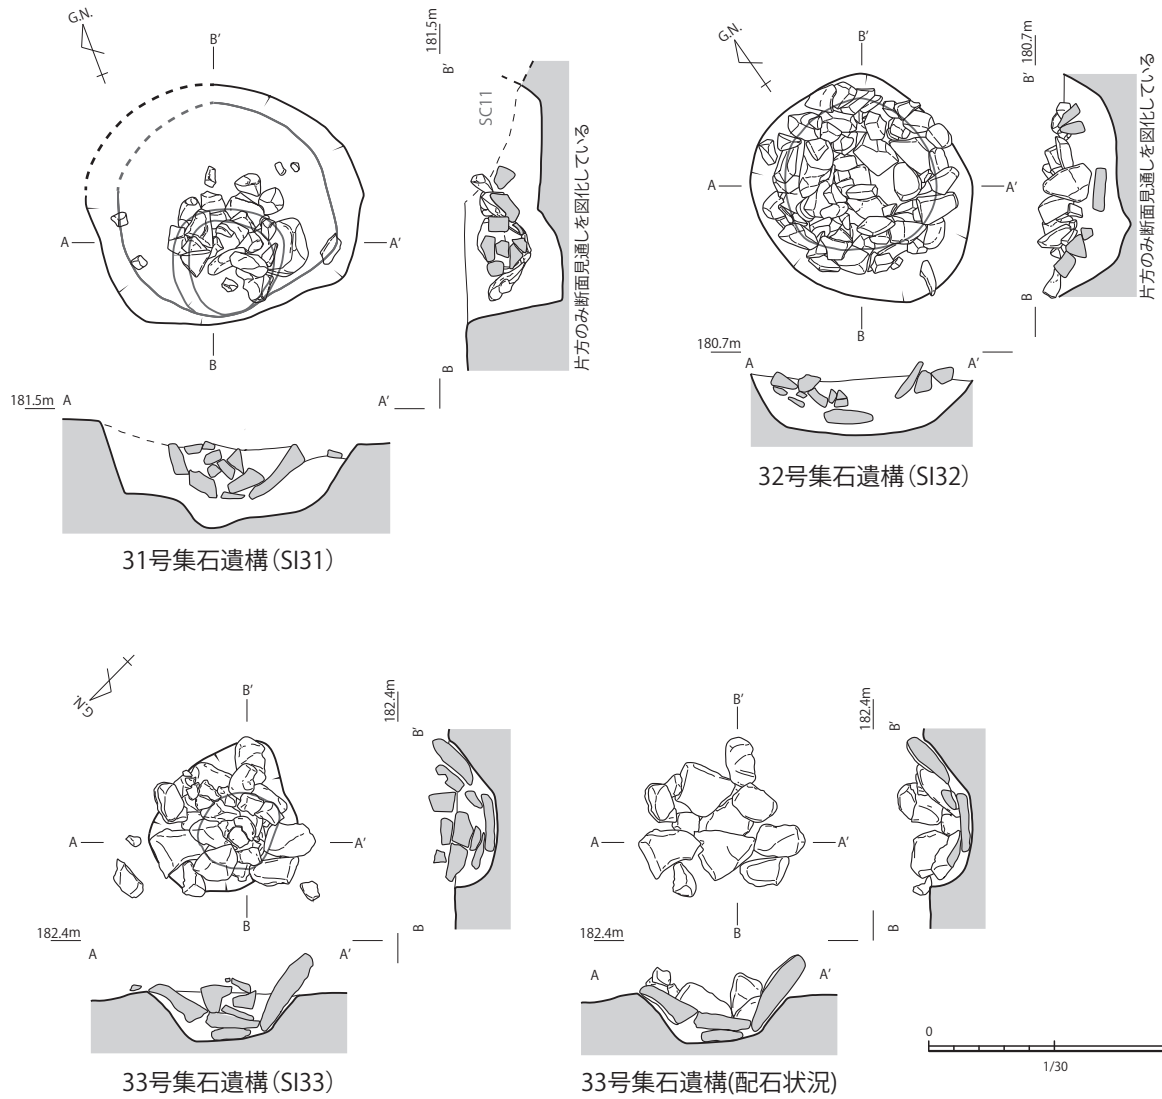 G.N.
B’
A
A’
B
181.5m
B’
SC11
B
片方のみ断面見通しを図化している
181.5m
A
A’
31号集石遺構（SI31）
G.N.
B’
A
A’
B
180.7m
B’
B
片方のみ断面見通しを図化している
180.7m
A
A’
32号集石遺構（SI32）
G.N.
B’
A
A’
B
182.4m
B’
B
182.4m
A
A’
33号集石遺構（SI33）
B’
A
A’
B
182.4m
B’
B
182.4m
A
A’
33号集石遺構(配石状況)
0
1/30